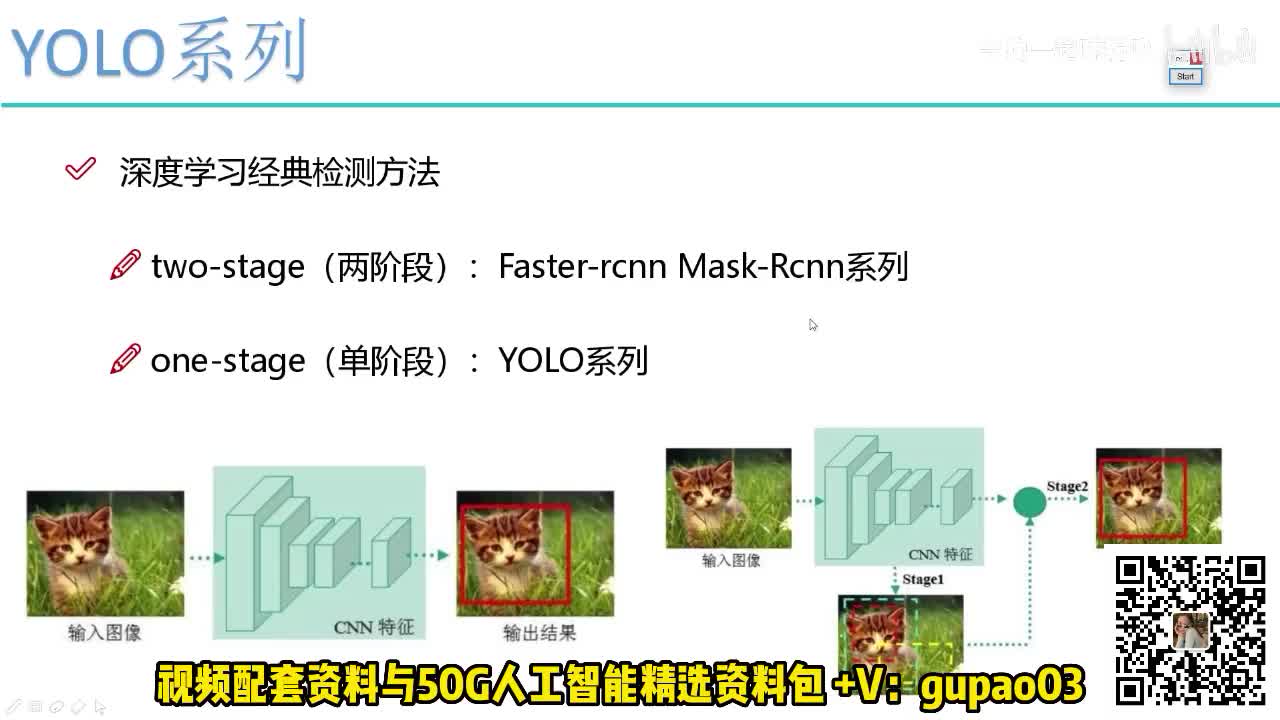 YOLO系列
Start
深度学习经典检测方法
two-stage（两阶段）： Faster-rcnn Mask-Rcnn系列
one-stage（单阶段）： YOLO系列
输入图像
CNN 特征
输出结果
输入图像
CNN 特征
Stage1
Stage2
视频配套资料与50G人工智能精选资料包 +V：gupao03